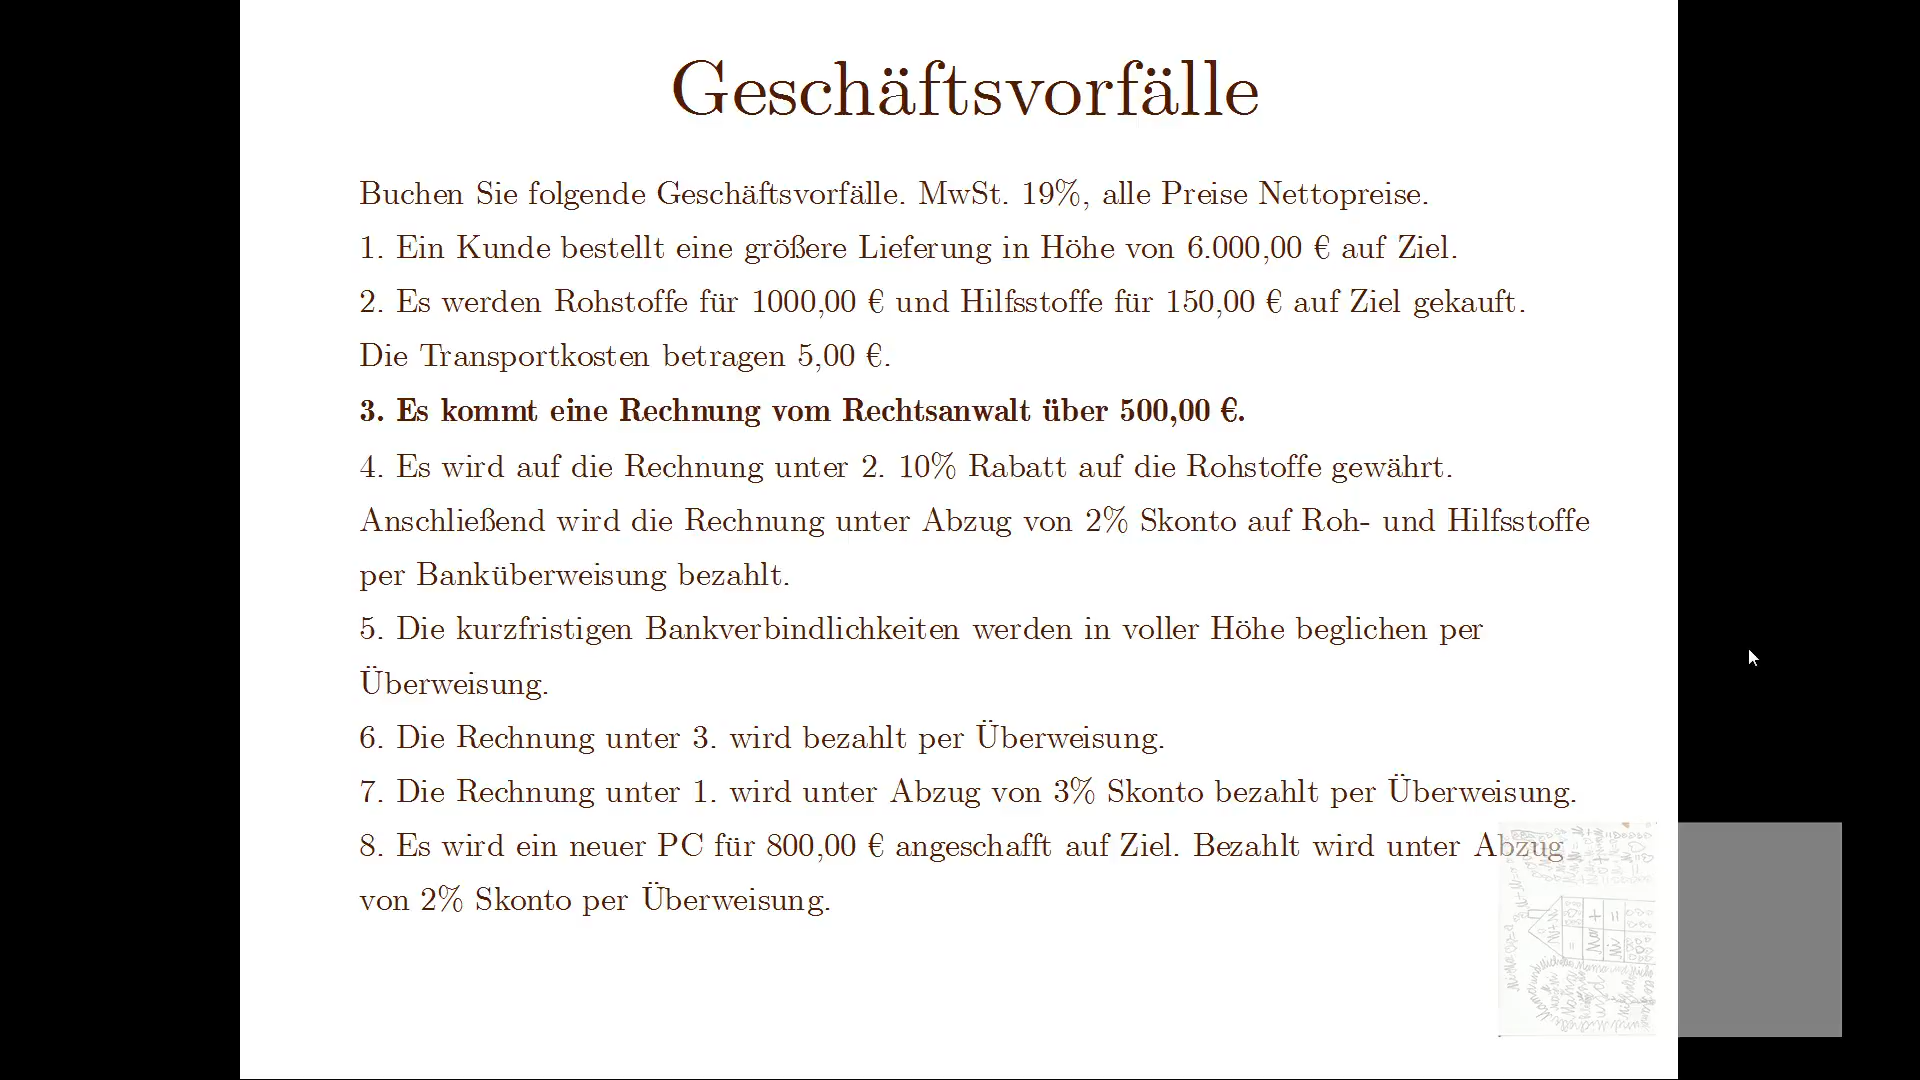 Geschäftsvorfälle
Buchen Sie folgende Geschäftsvorfälle. MwSt. 19%, alle Preise Nettopreise.
1. Ein Kunde bestellt eine größere Lieferung in Höhe von 6.000,00 € auf Ziel.
2. Es werden Rohstoffe für 1000,00 € und Hilfsstoffe für 150,00 € auf Ziel gekauft.
Die Transportkosten betragen 5,00 €.
3. Es kommt eine Rechnung vom Rechtsanwalt über 500,00 €.
4. Es wird auf die Rechnung unter 2. 10% Rabatt auf die Rohstoffe gewährt.
Anschließend wird die Rechnung unter Abzug von 2% Skonto auf Roh- und Hilfsstoffe
per Banküberweisung bezahlt.
5. Die kurzfristigen Bankverbindlichkeiten werden in voller Höhe beglichen per
Überweisung.
6. Die Rechnung unter 3. wird bezahlt per Überweisung.
7. Die Rechnung unter 1. wird unter Abzug von 3% Skonto bezahlt per Überweisung.
8. Es wird ein neuer PC für 800,00 € angeschafft auf Ziel. Bezahlt wird unter Abzug
von 2% Skonto per Überweisung.